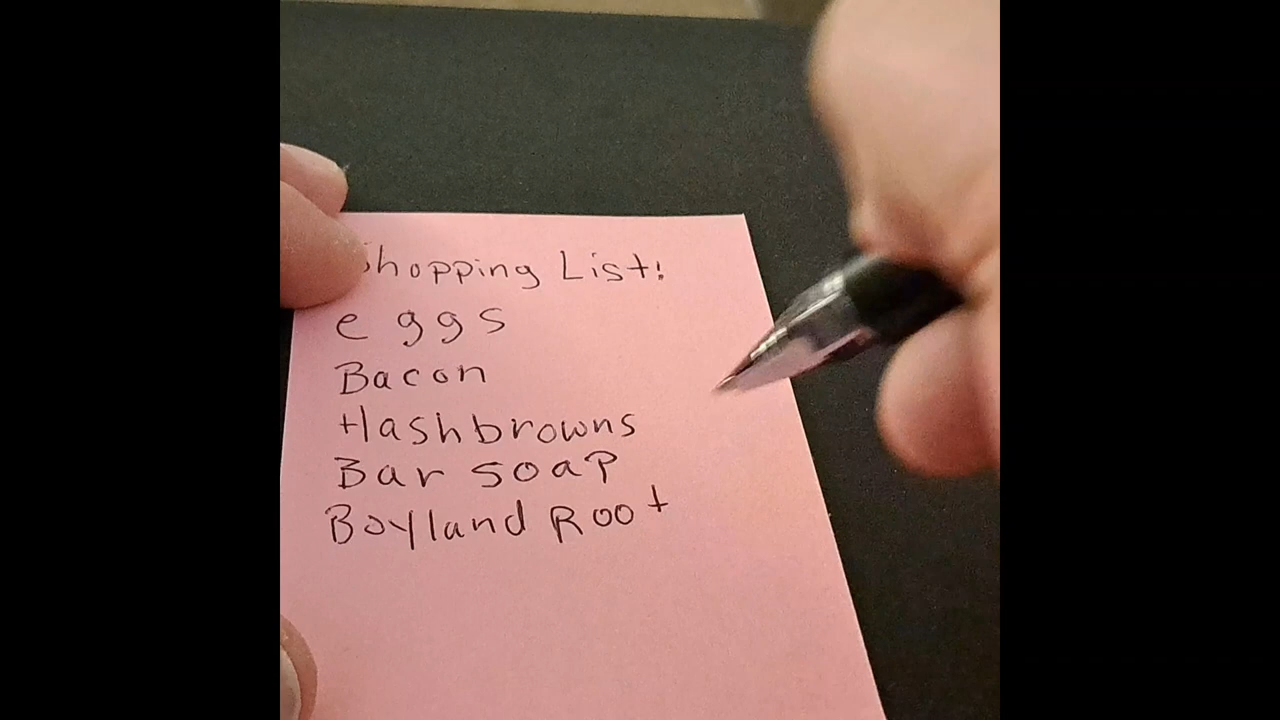 Shopping List:
eggs
Bacon
Hashbrowns
Bar soap
Boyland Root